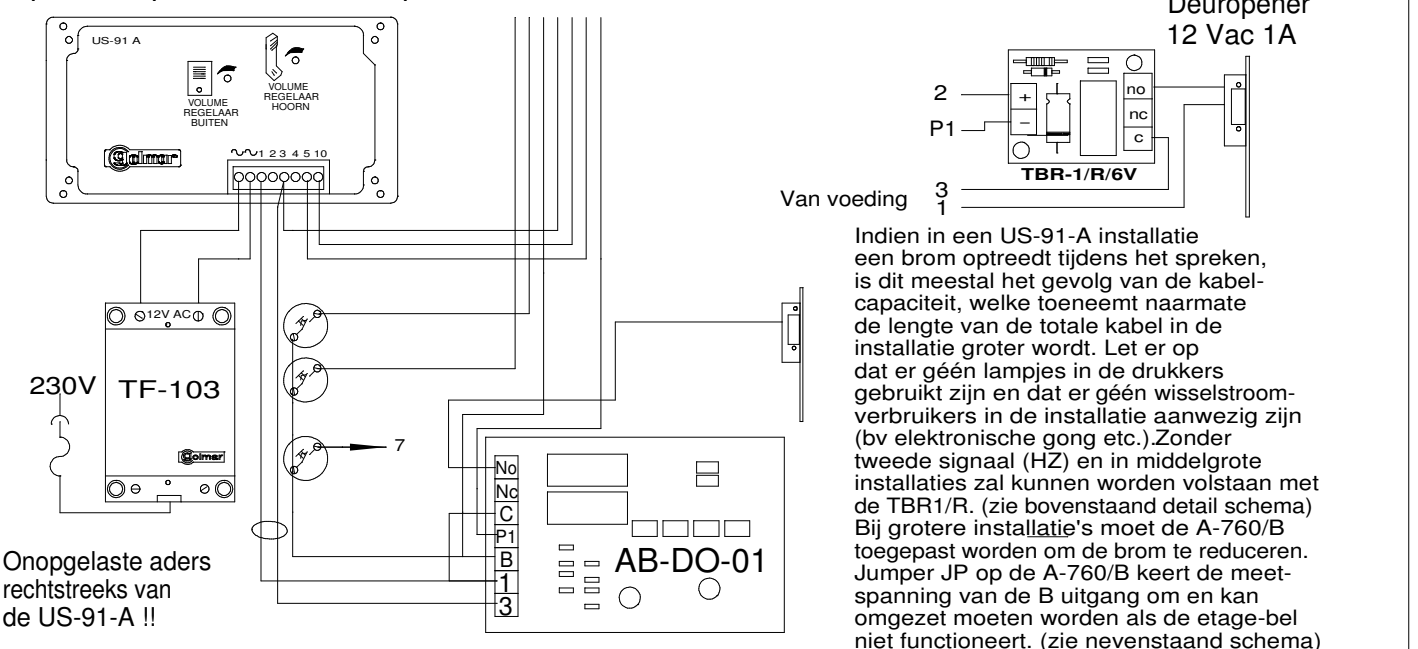 US-91 A
VOLUME
REGELAAR
BUITEN
VOLUME
REGELAAR
HOORN
Golmar
1 2 3 4 5 10
12V AC
230V
TF-103
Golmar
7
No
Nc
C
P1
B
1
3
AB-DO-01
Onopgelaste aders
rechtstreeks van
de US-91-A !!
Deuropener
12 Vac 1A
2
P1
+
–
no
nc
c
TBR-1/R/6V
Van voeding
3
1
Indien in een US-91-A installatie
een brom optreedt tijdens het spreken,
is dit meestal het gevolg van de kabel-
capaciteit, welke toeneemt naarmate
de lengte van de totale kabel in de
installatie groter wordt. Let er op
dat er géén lampjes in de drukkers
gebruikt zijn en dat er géén wisselstroom-
verbruikers in de installatie aanwezig zijn
(bv elektronische gong etc.).Zonder
tweede signaal (HZ) en in middelgrote
installaties zal kunnen worden volstaan met
de TBR1/R. (zie bovenstaand detail schema)
Bij grotere installatie's moet de A-760/B
toegepast worden om de brom te reduceren.
Jumper JP op de A-760/B keert de meet-
spanning van de B uitgang om en kan
omgezet moeten worden als de etage-bel
niet functioneert. (zie nevenstaand schema)